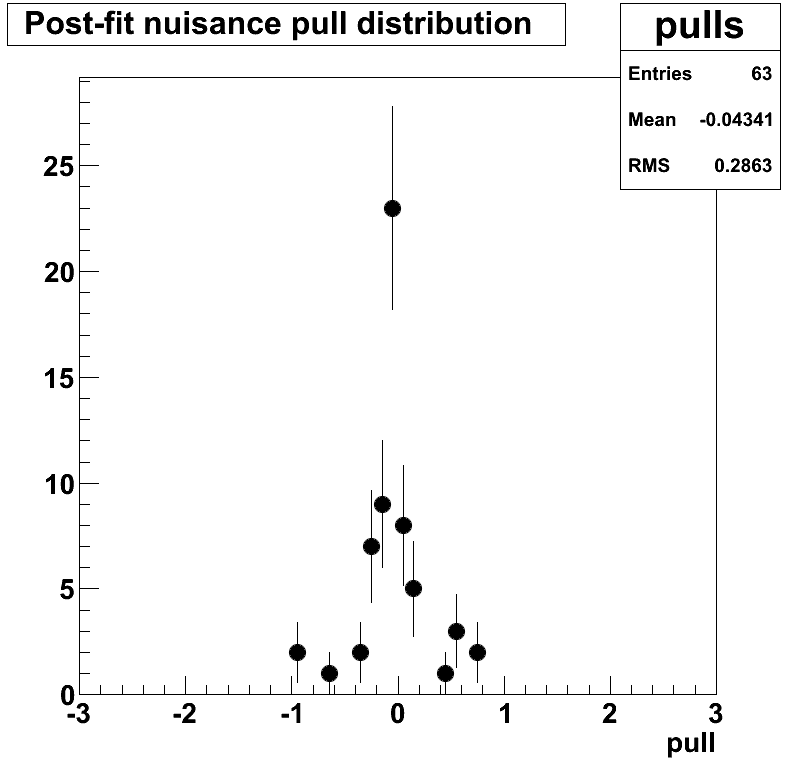 Post-fit nuisance pull distribution
pulls
Entries 63
Mean -0.04341
RMS 0.2863
25
20
15
10
5
0
-3 -2 -1 0 1 2 3
pull